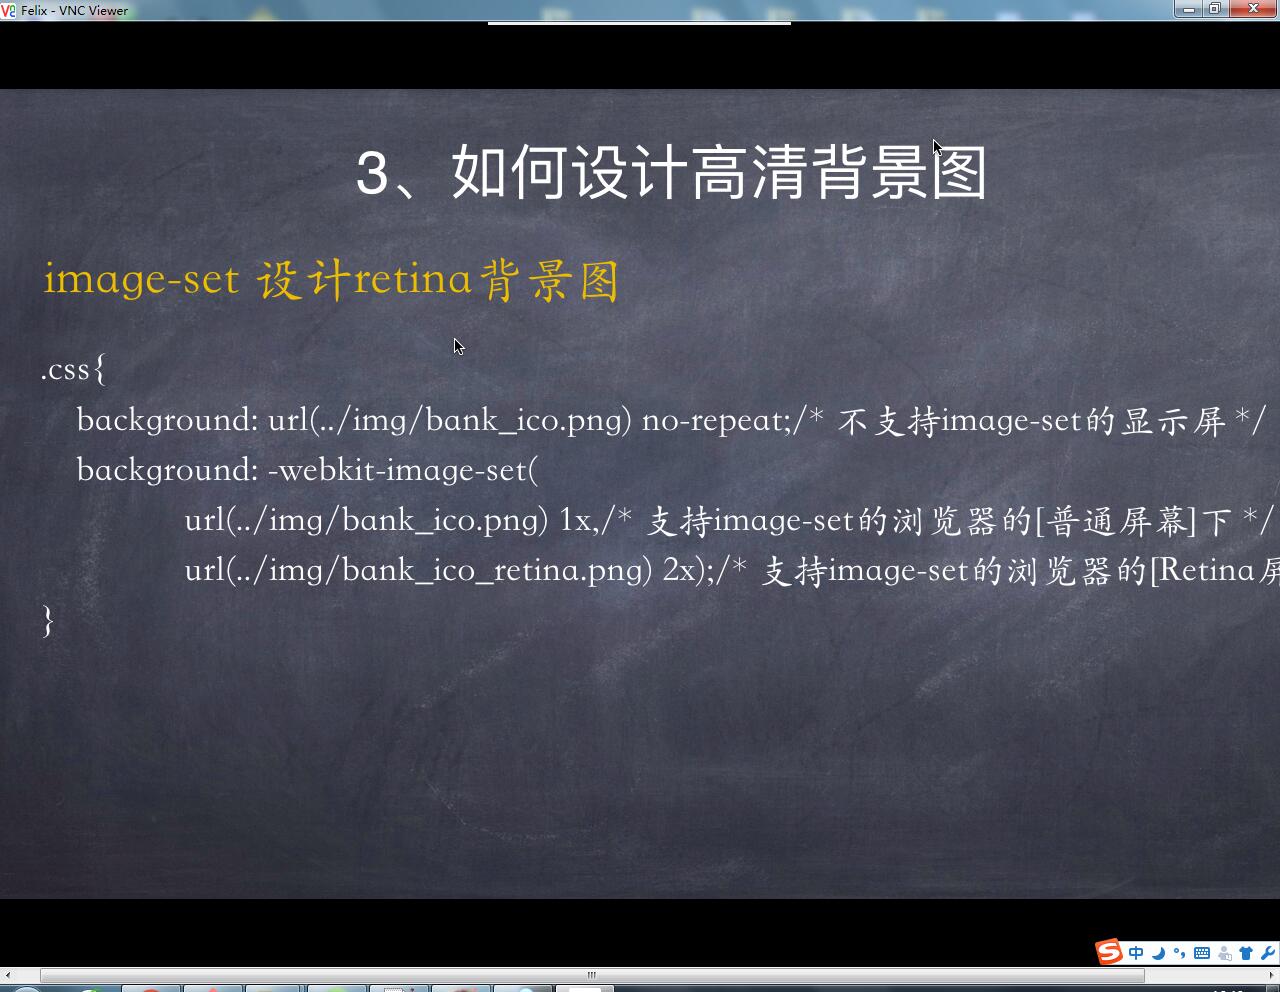 Felix - VNC Viewer
3、如何设计高清背景图
image-set 设计retina背景图
.css{
background: url(../img/bank_ico.png) no-repeat;/* 不支持image-set的显示屏 */
background: -webkit-image-set(
url(../img/bank_ico.png) 1x,/* 支持image-set的浏览器的[普通屏幕]下 */
url(../img/bank_ico_retina.png) 2x);/* 支持image-set的浏览器的[Retina屏
}
中